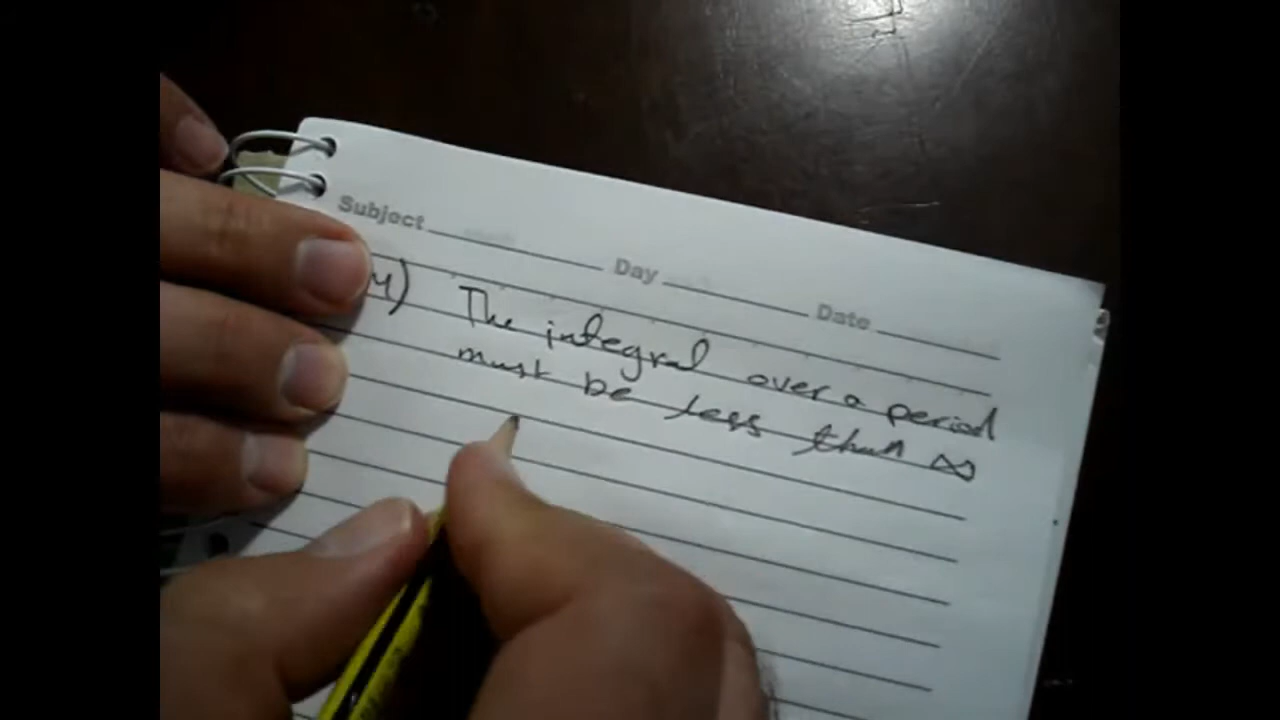 Subject Day Date
4) The integral over a period
must be less than ∞